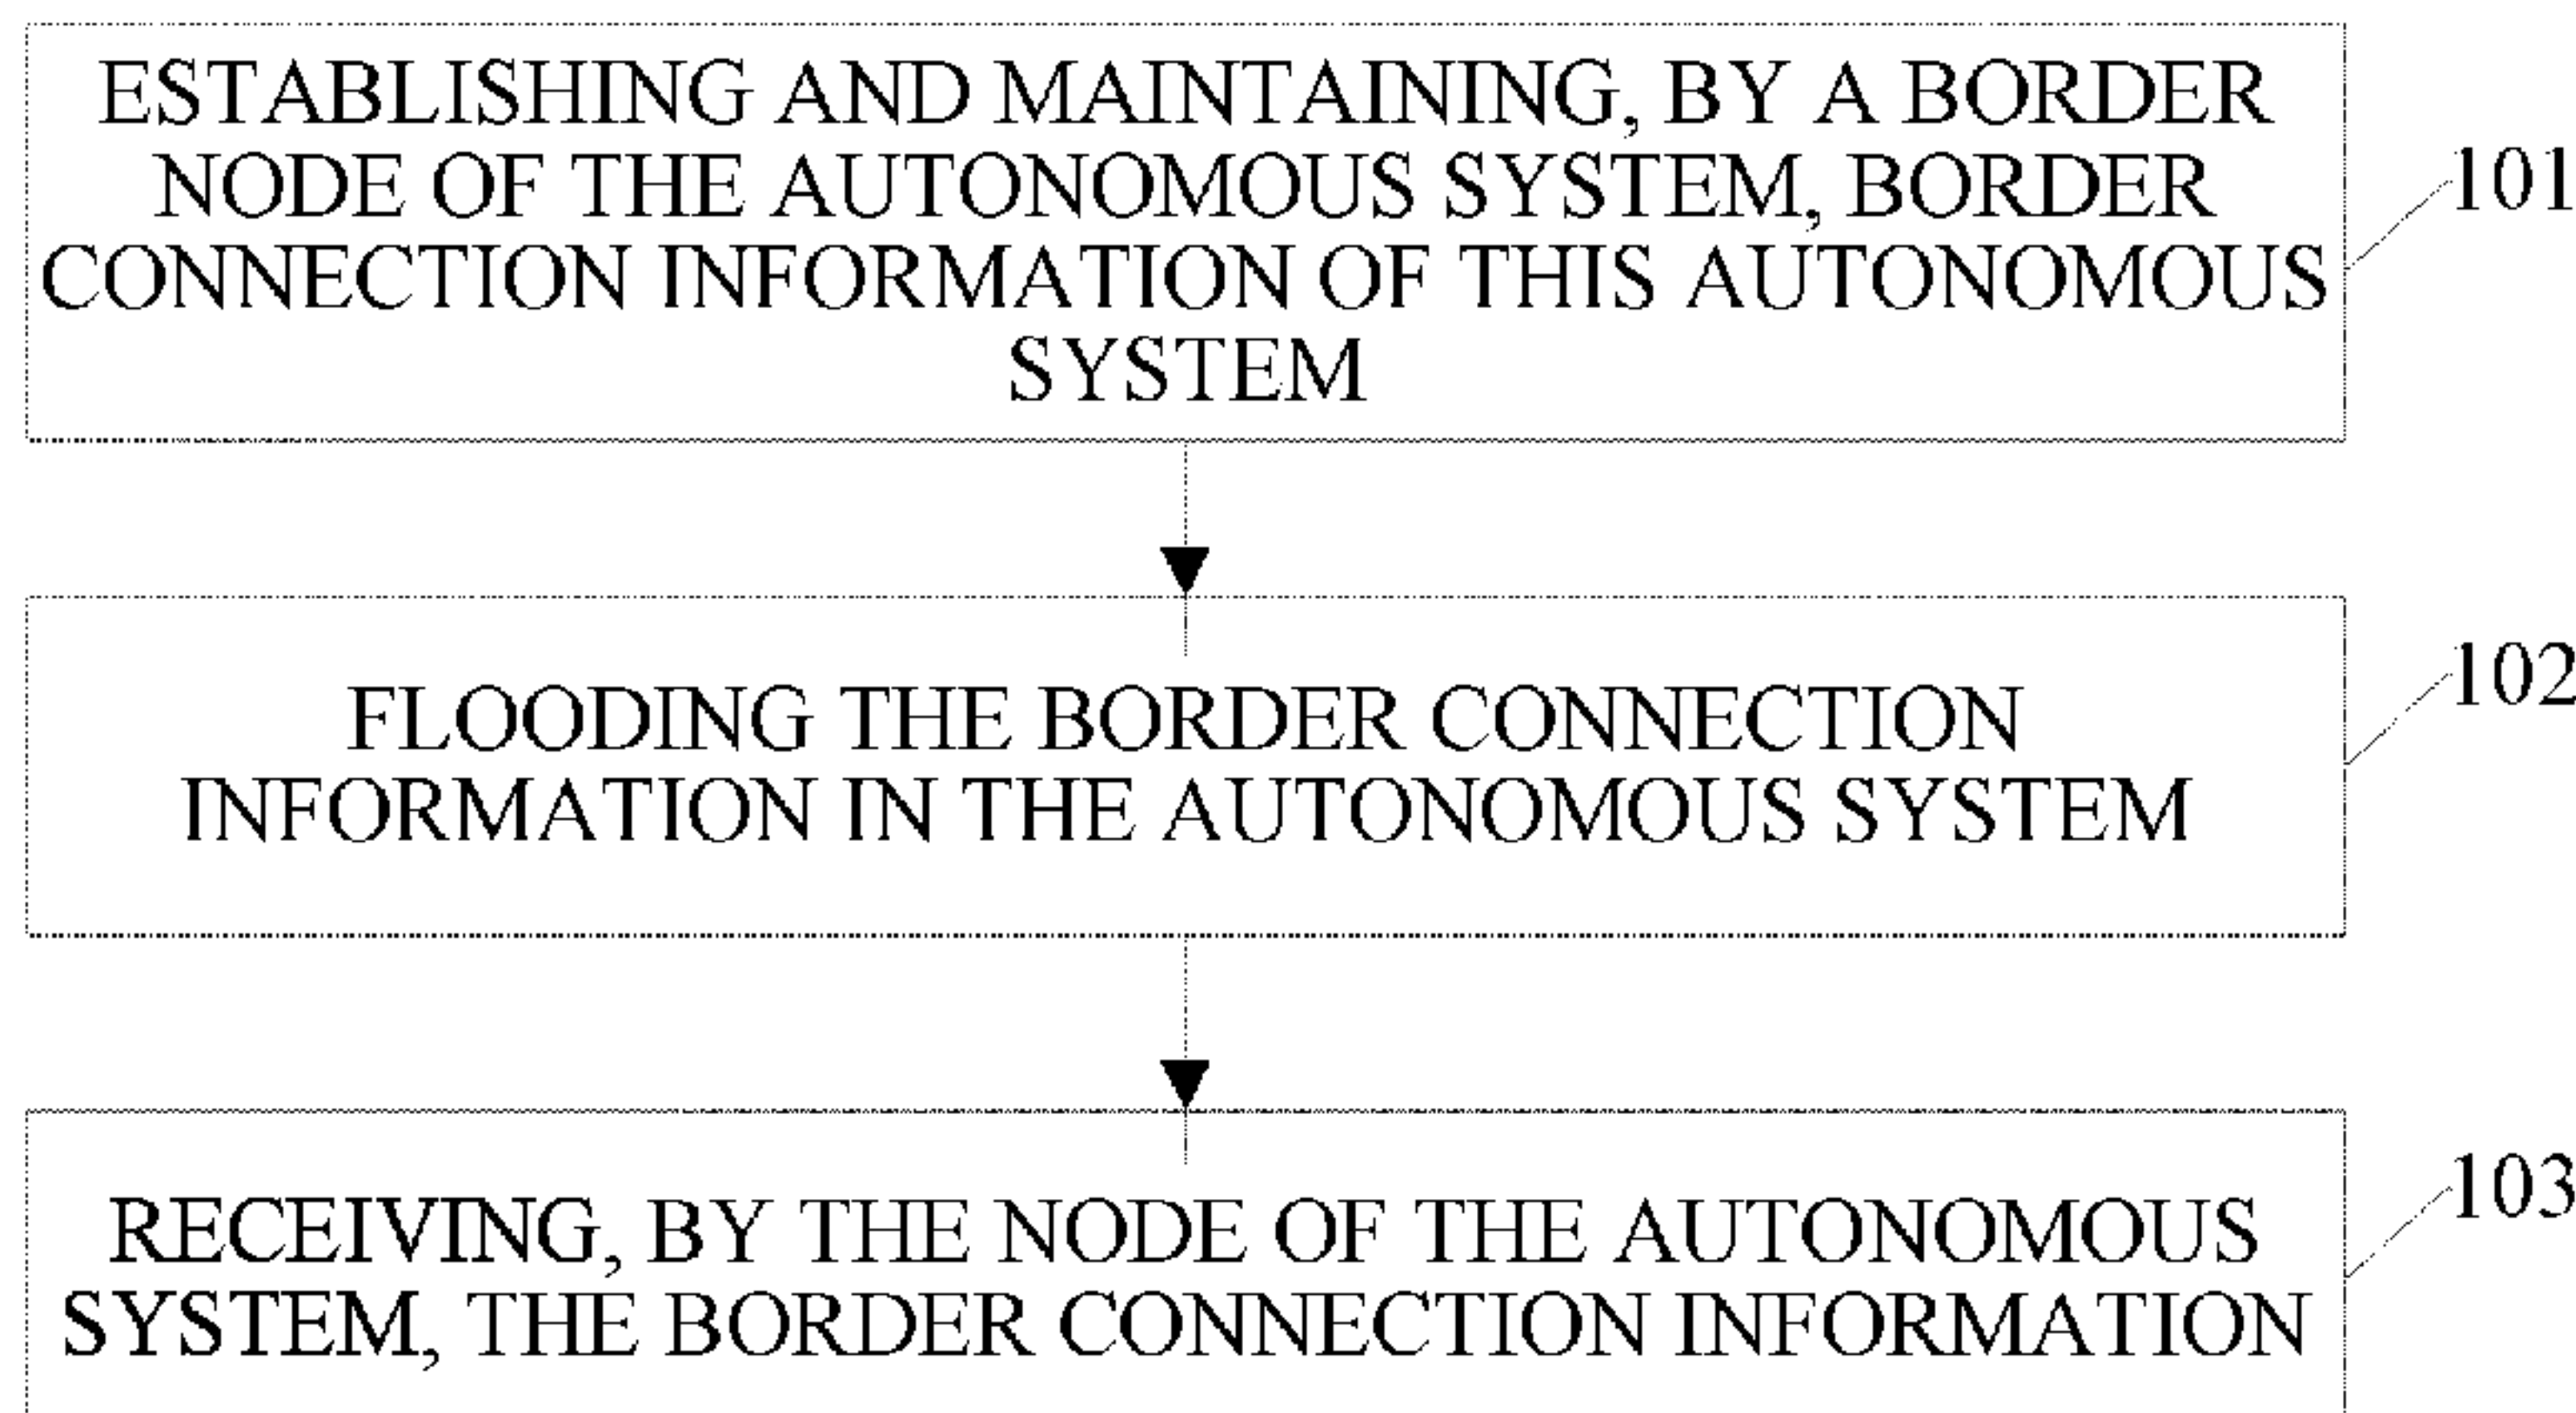 ESTABLISHING AND MAINTAINING, BY A BORDER
NODE OF THE AUTONOMOUS SYSTEM, BORDER
CONNECTION INFORMATION OF THIS AUTONOMOUS
SYSTEM
101
FLOODING THE BORDER CONNECTION
INFORMATION IN THE AUTONOMOUS SYSTEM
102
RECEIVING, BY THE NODE OF THE AUTONOMOUS
SYSTEM, THE BORDER CONNECTION INFORMATION
103